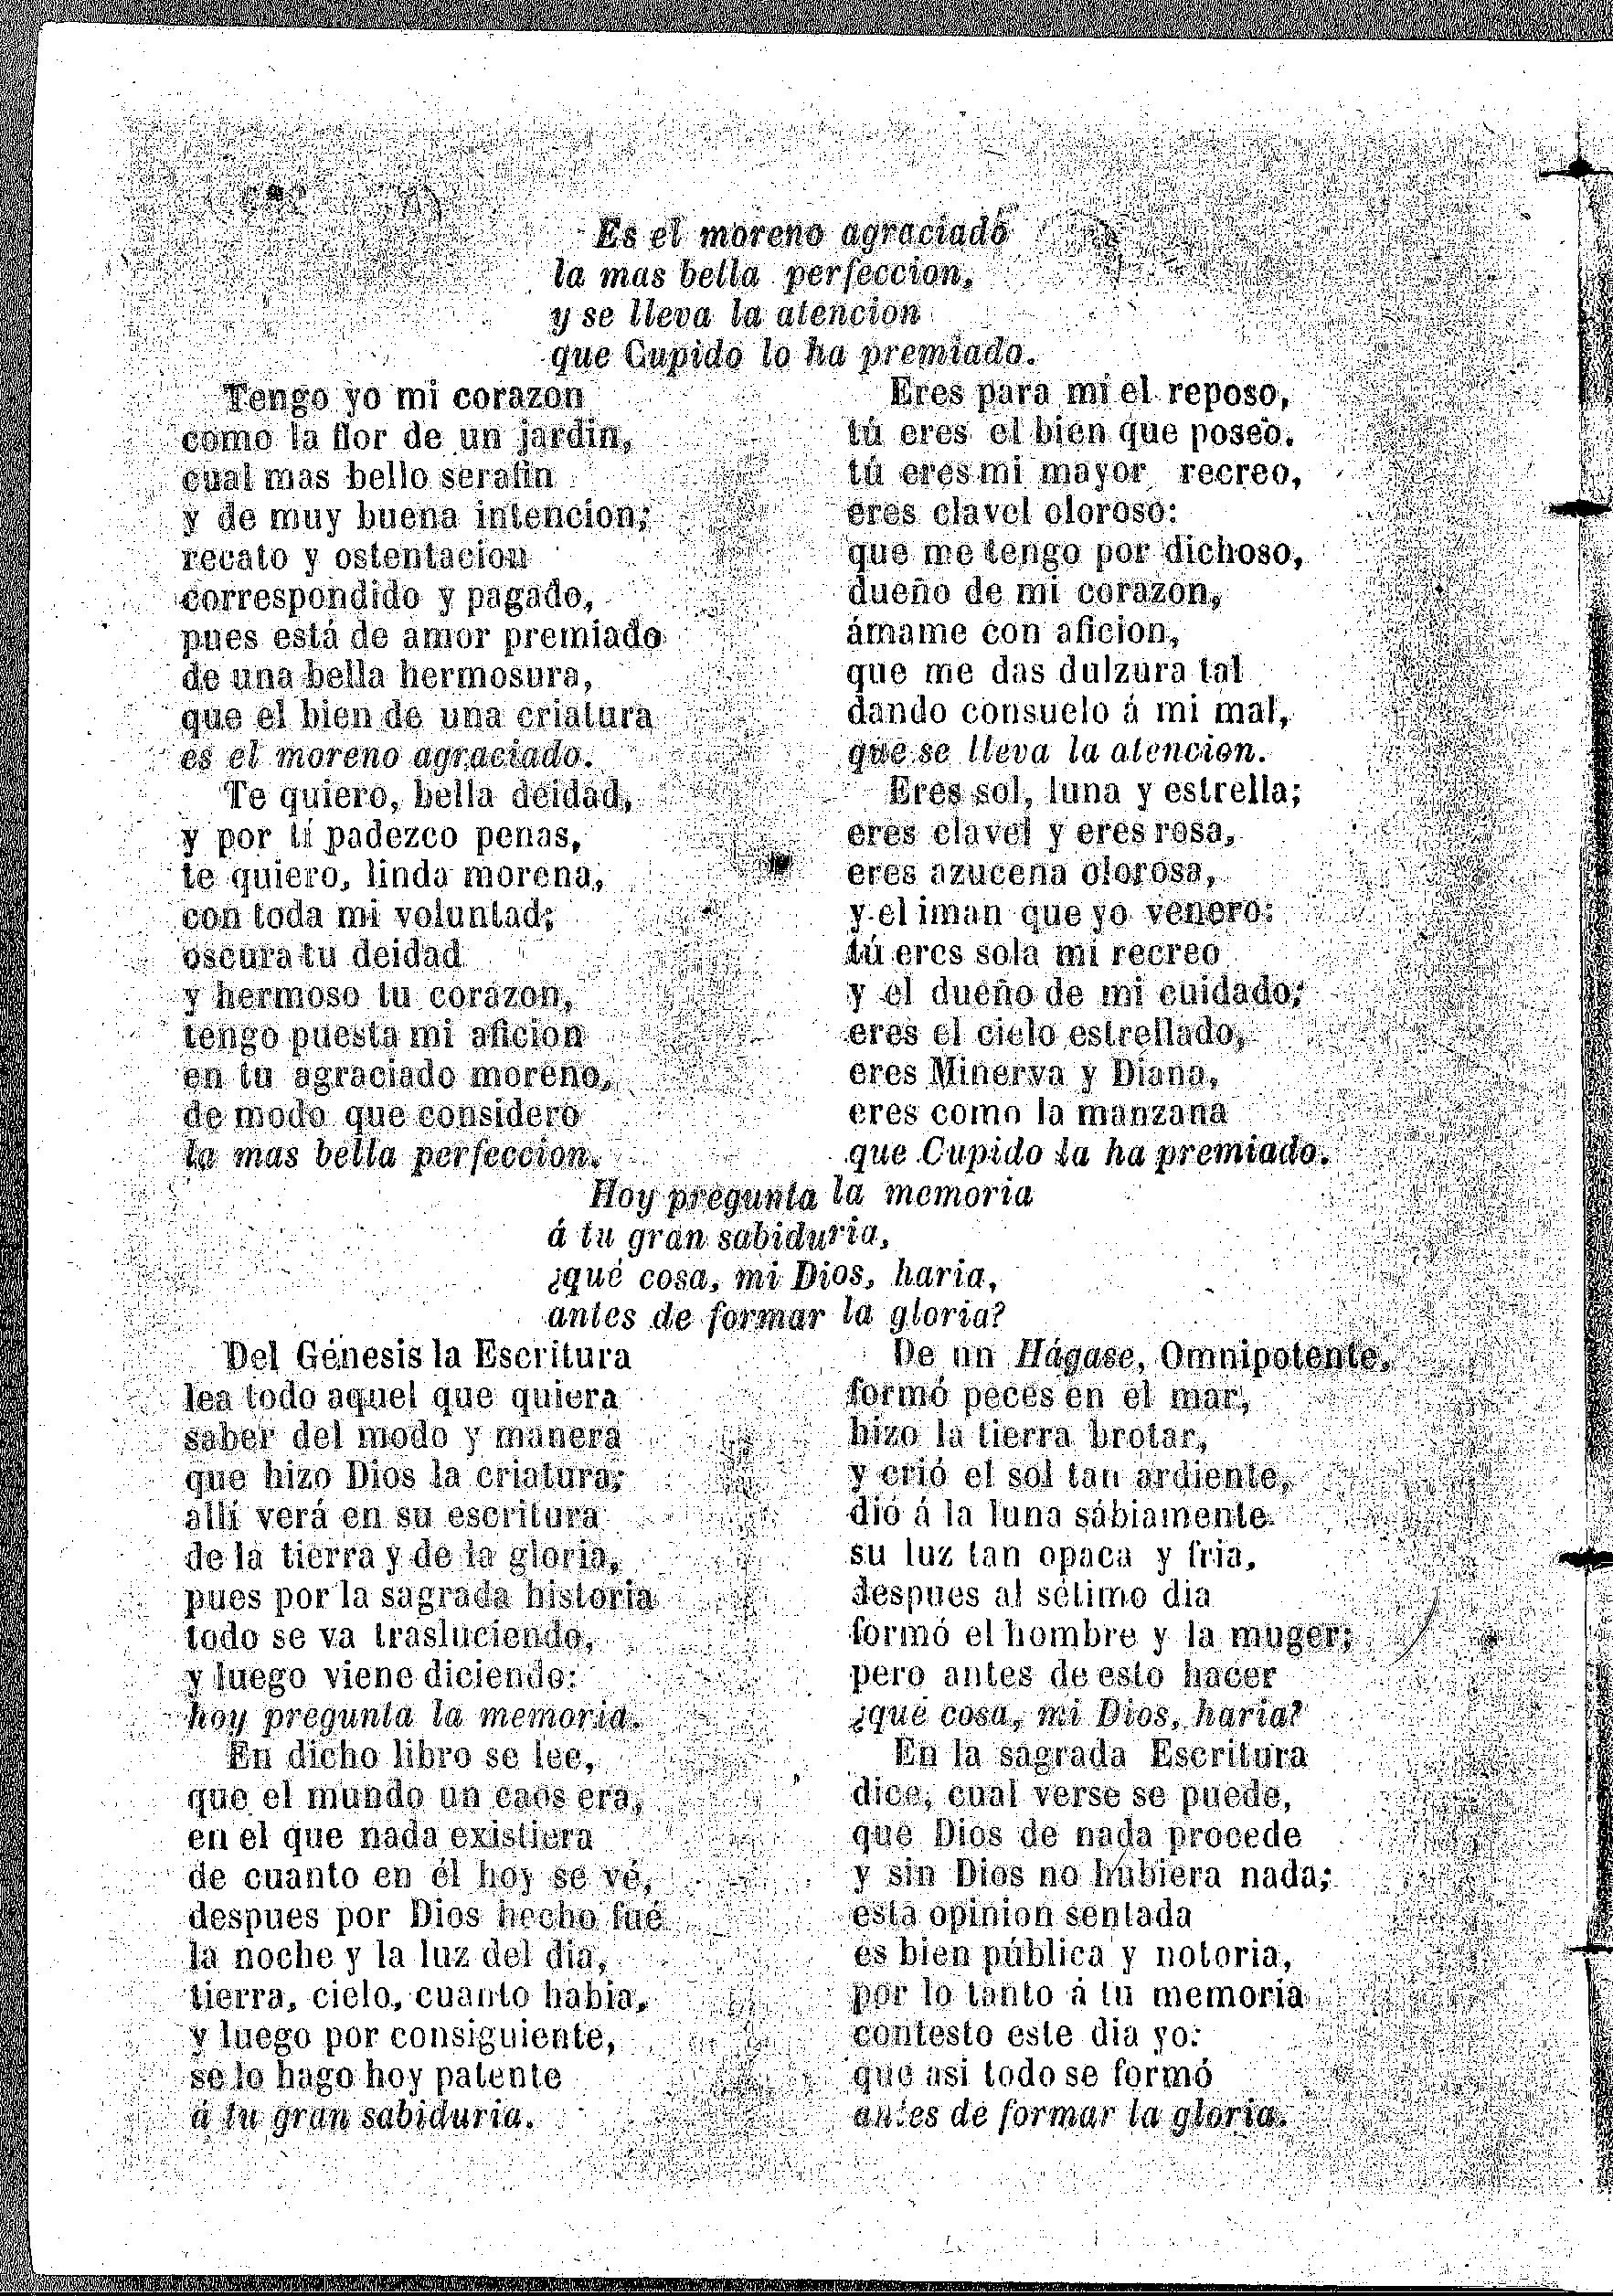 Es el moreno agraciado
la mas bella perfeccion,
y se lleva la atencion
que Cupido lo ha premiado.
Tengo yo mi corazon
como la flor de un jardin,
cual mas bello serafin
y de muy buena intencion;
recato y ostentacion
correspondido y pagado,
pues está de amor premiado
de una bella hermosura,
que el bien de una criatura
es el moreno agraciado.
Te quiero, bella deidad,
y por tí padezco penas,
te quiero, linda morena,
con toda mi voluntad;
oscura tu deidad
y hermoso tu corazon,
tengo puesta mi aficion
en tu agraciado moreno,
de modo que considero
la mas bella perfeccion.
Eres para mi el reposo,
tú eres el bien que poseo.
tú eres mi mayor recreo,
eres clavel oloroso:
que me tengo por dichoso,
dueño de mi corazon,
ámame con aficion,
que me das dulzura tal
dando consuelo á mi mal,
que se lleva la atencion.
Eres sol, luna y estrella;
eres clavel y eres rosa,
eres azucena olorosa,
y el iman que yo venero:
tú eres sola mi recreo
y el dueño de mi cuidado;
eres el cielo estrellado,
eres Minerva y Diana,
eres como la manzana
que Cupido la ha premiado.
Hoy pregunta la memoria
á tu gran sabiduria,
¿qué cosa, mi Dios, haria,
antes de formar la gloria?
Del Génesis la Escritura
lea todo aquel que quiera
saber del modo y manera
que hizo Dios la criatura;
allí verá en su escritura
de la tierra y de la gloria,
pues por la sagrada historia
todo se va trasluciendo,
y luego viene diciendo:
hoy pregunta la memoria.
En dicho libro se lee,
que el mundo un caos era,
en el que nada existiera
de cuanto en él hoy se vé,
despues por Dios hecho fué
la noche y la luz del dia,
tierra, cielo, cuanto habia,
y luego por consiguiente,
se lo hago hoy patente
á tu gran sabiduria.
De un Hágase, Omnipotente,
formó peces en el mar,
hizo la tierra brotar,
y crió el sol tan ardiente,
dió á la luna sábiamente
su luz tan opaca y fria,
despues al sétimo dia
formó el hombre y la muger;
pero antes de esto hacer
¿qué cosa, mi Dios, haria?
En la sagrada Escritura
dice, cual verse se puede,
que Dios de nada procede
y sin Dios no hubiera nada;
esta opinion sentada
es bien pública y notoria,
por lo tanto á tu memoria
contesto este dia yo:
que asi todo se formó
antes de formar la gloria.